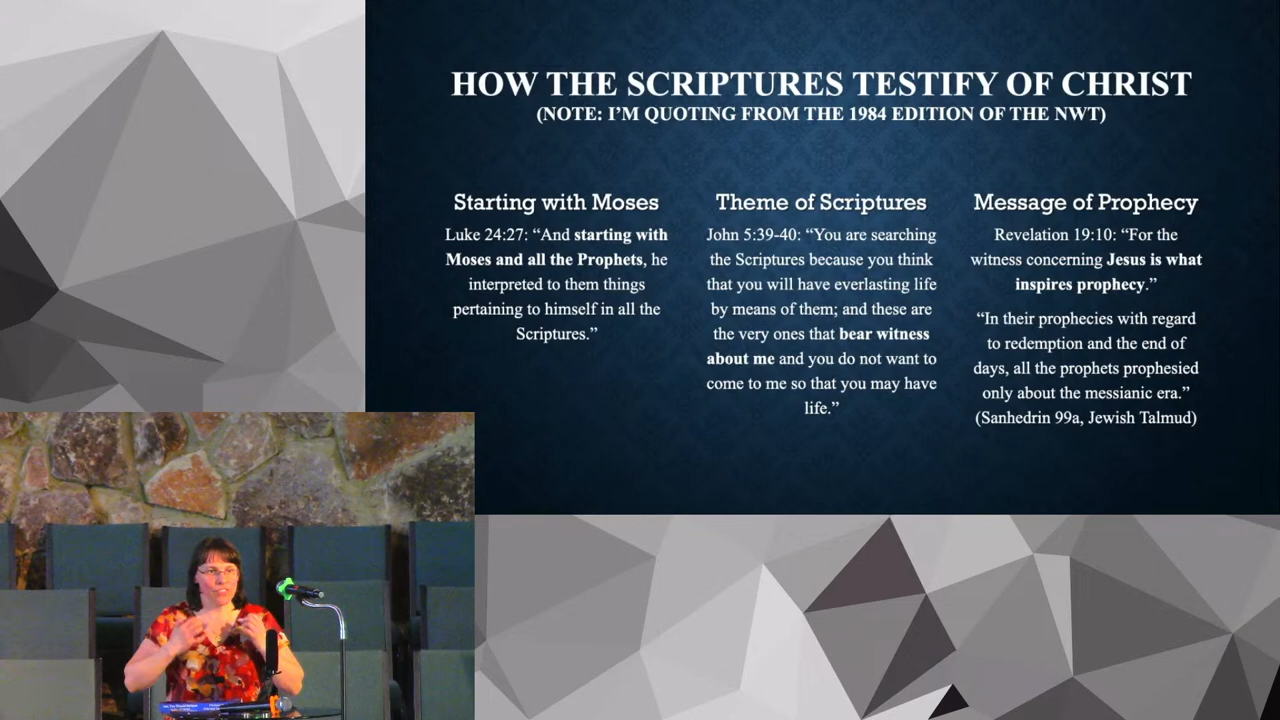 HOW THE SCRIPTURES TESTIFY OF CHRIST
(NOTE: I'M QUOTING FROM THE 1984 EDITION OF THE NWT)
Starting with Moses
Luke 24:27: “And starting with
Moses and all the Prophets, he
interpreted to them things
pertaining to himself in all the
Scriptures.”
Theme of Scriptures
John 5:39-40: “You are searching
the Scriptures because you think
that you will have everlasting life
by means of them; and these are
the very ones that bear witness
about me and you do not want to
come to me so that you may have
life.”
Message of Prophecy
Revelation 19:10: “For the
witness concerning Jesus is what
inspires prophecy.”
“In their prophecies with regard
to redemption and the end of
days, all the prophets prophesied
only about the messianic era.”
(Sanhedrin 99a, Jewish Talmud)